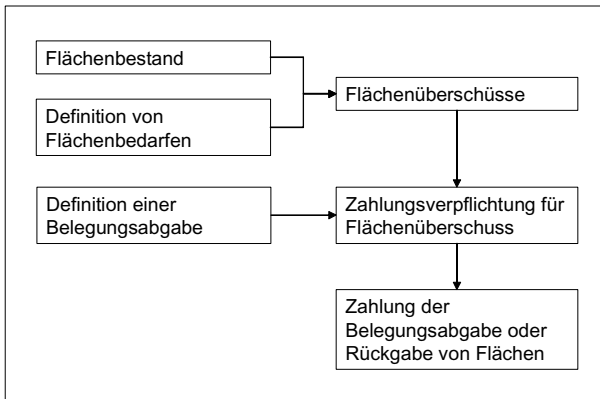 Flächenbestand
Definition von
Flächenbedarfen
Flächenüberschüsse
Definition einer
Belegungsabgabe
Zahlungsverpflichtung für
Flächenüberschuss
Zahlung der
Belegungsabgabe oder
Rückgabe von Flächen